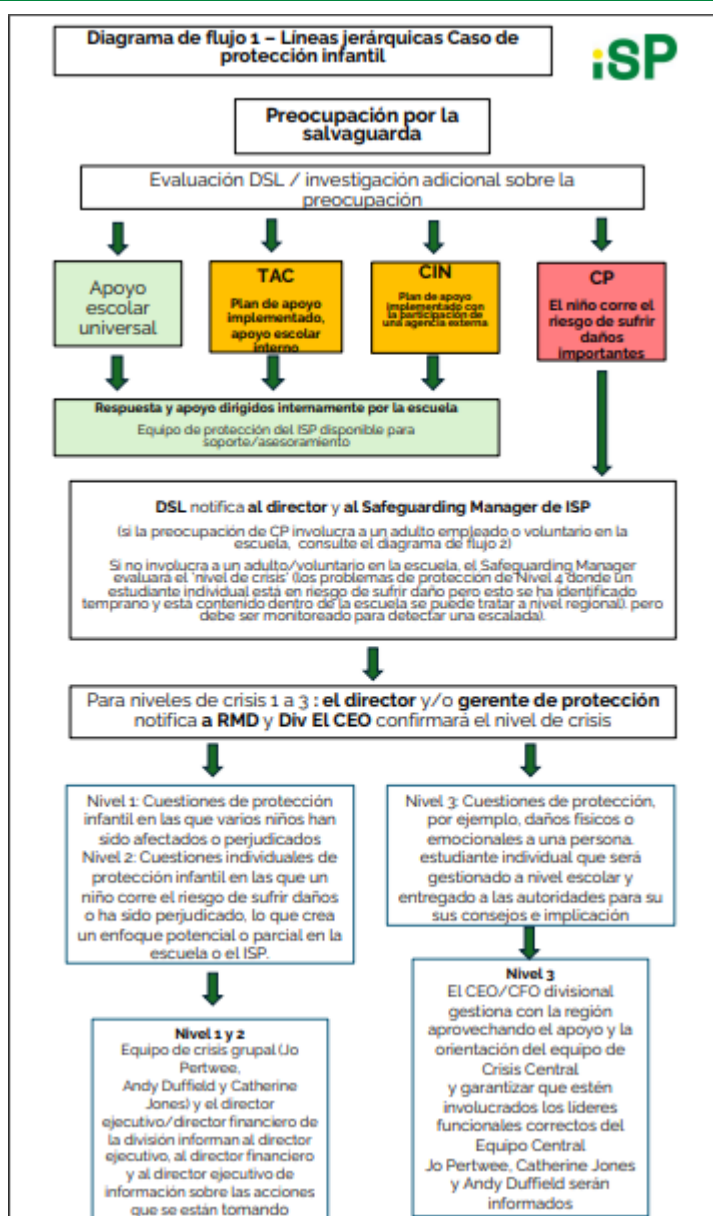 Diagrama de flujo 1 – Líneas jerárquicas Caso de
protección infantil
iSP
Preocupación por la
salvaguarda
Evaluación DSL / investigación adicional sobre la
preocupación
Apoyo
escolar
universal
TAC
Plan de apoyo
implementado,
apoyo escolar
interno
CIN
Plan de apoyo
implementado con
la participación de
una agencia externa
CP
El niño corre el
riesgo de sufrir
daños
importantes
Respuesta y apoyo dirigidos internamente por la escuela
Equipo de protección del ISP disponible para
soporte/asesoramiento
DSL notifica al director y al Safeguarding Manager de ISP
(si la preocupación de CP involucra a un adulto empleado o voluntario en la
escuela, consulte el diagrama de flujo 2)
Si no involucra a un adulto/voluntario en la escuela, el Safeguarding Manager
evaluará el 'nivel de crisis' (los problemas de protección de Nivel 4 donde un
estudiante individual está en riesgo de sufrir daño pero esto se ha identificado
temprano y está contenido dentro de la escuela se puede tratar a nivel regional). pero
debe ser monitoreado para detectar una escalada).
Para niveles de crisis 1 a 3 : el director y/o gerente de protección
notifica a RMD y Div El CEO confirmará el nivel de crisis
Nivel 1: Cuestiones de protección
infantil en las que varios niños han
sido afectados o perjudicados
Nivel 2: Cuestiones individuales de
protección infantil en las que un
niño corre el riesgo de sufrir daños
o ha sido perjudicado, lo que crea
un enfoque potencial o parcial en la
escuela o el ISP.
Nivel 3: Cuestiones de protección,
por ejemplo, daños físicos o
emocionales a una persona.
estudiante individual que será
gestionado a nivel escolar y
entregado a las autoridades para su
sus consejos e implicación
Nivel 1 y 2
Equipo de crisis grupal (Jo
Pertwee,
Andy Duffield y Catherine
Jones) y el director
ejecutivo/director financiero de
la división informan al director
ejecutivo, al director financiero
y al director ejecutivo de
información sobre las acciones
que se están tomando
Nivel 3
El CEO/CFO divisional
gestiona con la región
aprovechando el apoyo y la
orientación del equipo de
Crisis Central
y garantizar que estén
involucrados los líderes
funcionales correctos del
Equipo Central
Jo Pertwee, Catherine Jones
y Andy Duffield serán
informados